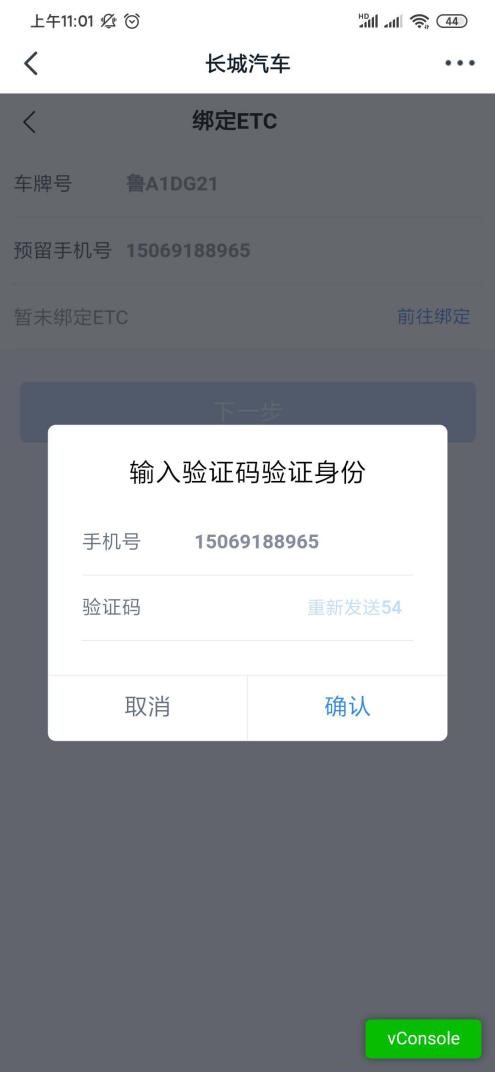 上午11:01 HD 44
长城汽车
绑定ETC
车牌号 鲁A1DG21
预留手机号 15069188965
暂未绑定ETC 前往绑定
下一步
输入验证码验证身份
手机号 15069188965
验证码 重新发送54
取消 确认
vConsole